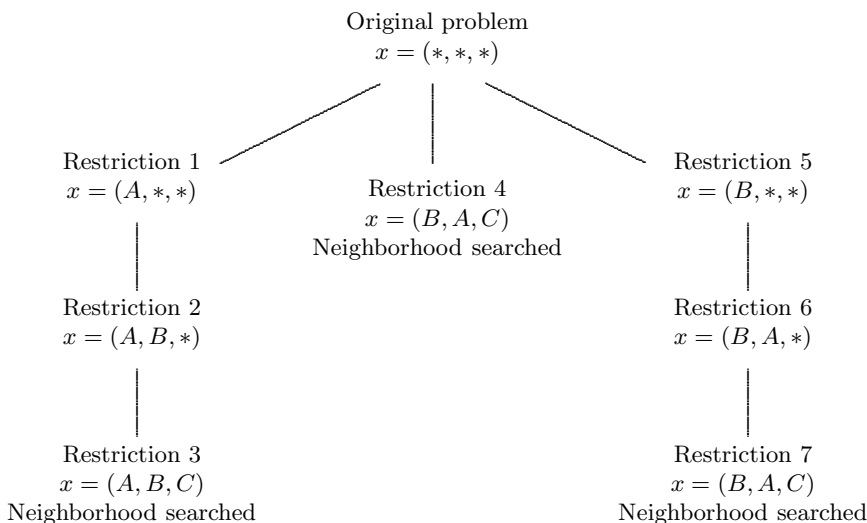 Original problem
x = (∗, ∗, ∗)
Restriction 1
x = (A, ∗, ∗)
Restriction 4
x = (B, A, C)
Neighborhood searched
Restriction 5
x = (B, ∗, ∗)
Restriction 2
x = (A, B, ∗)
Restriction 6
x = (B, A, ∗)
Restriction 3
x = (A, B, C)
Neighborhood searched
Restriction 7
x = (B, A, C)
Neighborhood searched